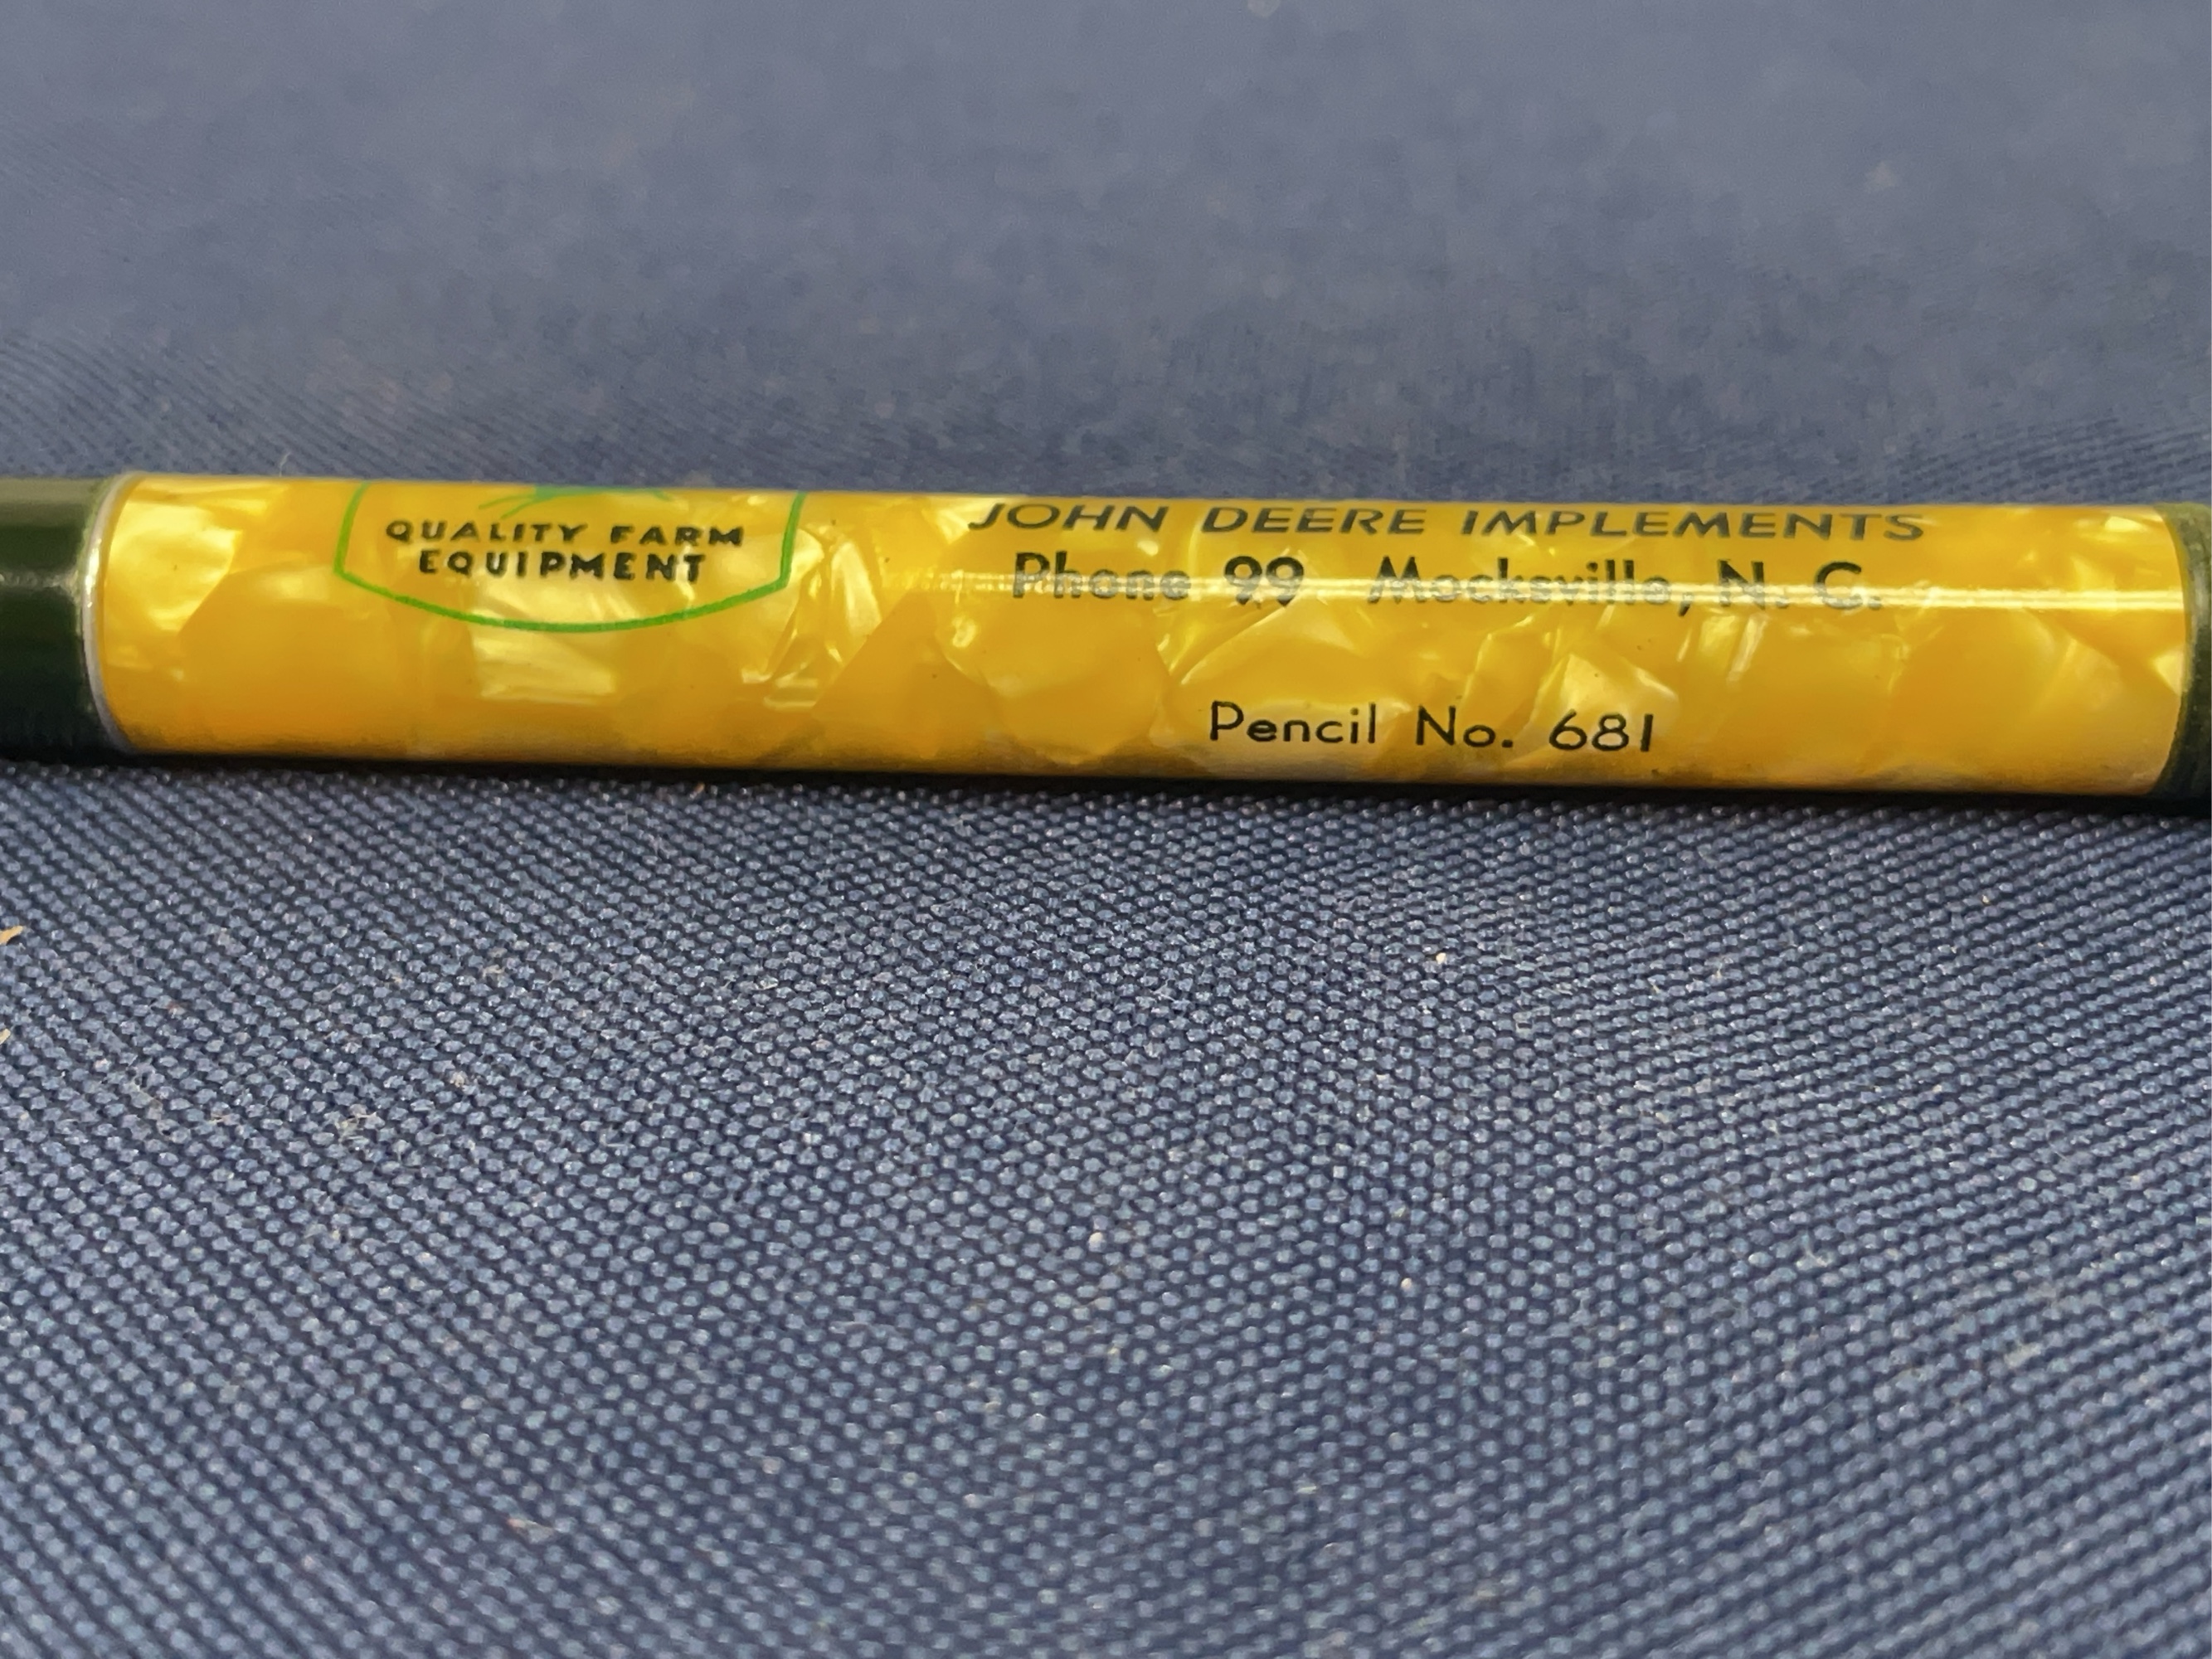 QUALITY FARM
EQUIPMENT
JOHN DEERE IMPLEMENTS
Phone 99 Mocksville, N. C.
Pencil No. 681